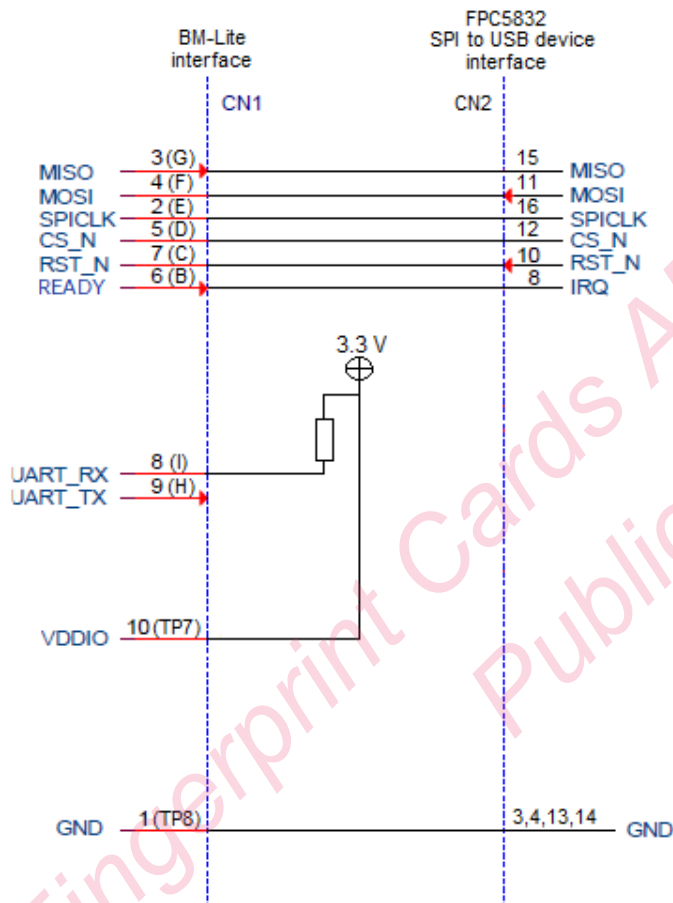 BM-Lite
interface
FPC5832
SPI to USB device
interface
CN1
CN2
MISO 3 (G) 15 MISO
MOSI 4 (F) 11 MOSI
SPICLK 2 (E) 16 SPICLK
CS_N 5 (D) 12 CS_N
RST_N 7 (C) 10 RST_N
READY 6 (B) 8 IRQ
3.3 V
UART_RX 8 (I)
UART_TX 9 (H)
VDDIO 10 (TP7)
GND 1 (TP8) 3,4,13,14 GND
Fingerprint Cards A
Public